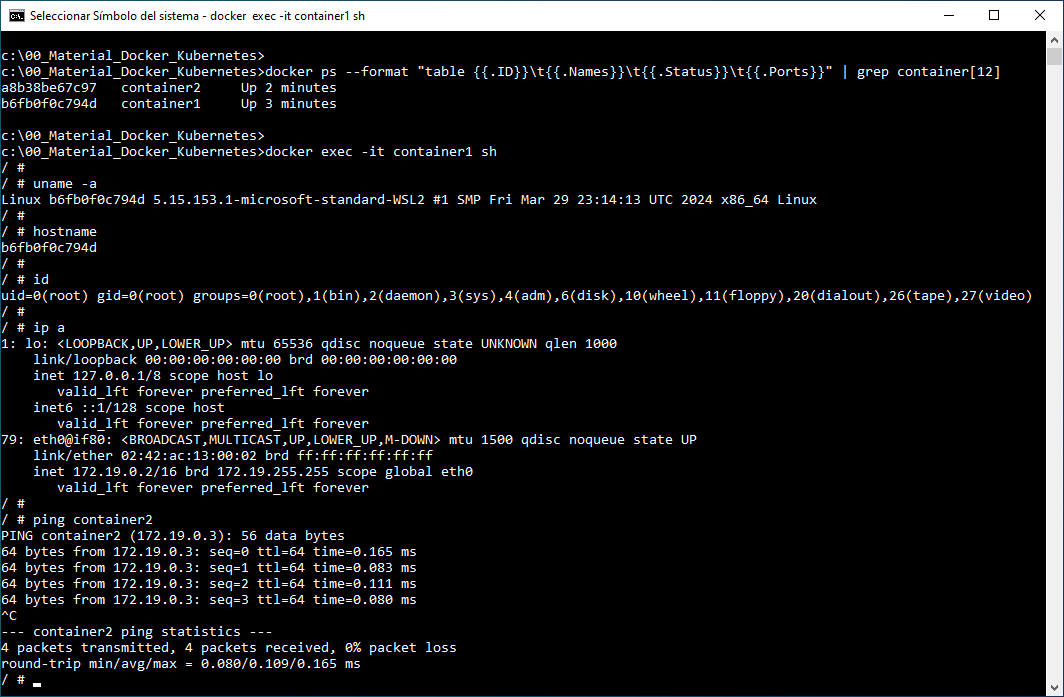 Seleccionar Símbolo del sistema - docker  exec -it container1 sh
c:\00_Material_Docker_Kubernetes>
c:\00_Material_Docker_Kubernetes>docker ps --format "table {{.ID}}\t{{.Names}}\t{{.Status}}\t{{.Ports}}" | grep container[12]
a8b38be67c97   container2     Up 2 minutes
b6fb0f0c794d   container1     Up 3 minutes
c:\00_Material_Docker_Kubernetes>
c:\00_Material_Docker_Kubernetes>docker exec -it container1 sh
/ #
/ # uname -a
Linux b6fb0f0c794d 5.15.153.1-microsoft-standard-WSL2 #1 SMP Fri Mar 29 23:14:13 UTC 2024 x86_64 Linux
/ #
/ # hostname
b6fb0f0c794d
/ #
/ # id
uid=0(root) gid=0(root) groups=0(root),1(bin),2(daemon),3(sys),4(adm),6(disk),10(wheel),11(floppy),20(dialout),26(tape),27(video)
/ #
/ # ip a
1: lo: <LOOPBACK,UP,LOWER_UP> mtu 65536 qdisc noqueue state UNKNOWN qlen 1000
    link/loopback 00:00:00:00:00:00 brd 00:00:00:00:00:00
    inet 127.0.0.1/8 scope host lo
       valid_lft forever preferred_lft forever
    inet6 ::1/128 scope host
       valid_lft forever preferred_lft forever
79: eth0@if80: <BROADCAST,MULTICAST,UP,LOWER_UP,M-DOWN> mtu 1500 qdisc noqueue state UP
    link/ether 02:42:ac:13:00:02 brd ff:ff:ff:ff:ff:ff
    inet 172.19.0.2/16 brd 172.19.255.255 scope global eth0
       valid_lft forever preferred_lft forever
/ #
/ # ping container2
PING container2 (172.19.0.3): 56 data bytes
64 bytes from 172.19.0.3: seq=0 ttl=64 time=0.165 ms
64 bytes from 172.19.0.3: seq=1 ttl=64 time=0.083 ms
64 bytes from 172.19.0.3: seq=2 ttl=64 time=0.111 ms
64 bytes from 172.19.0.3: seq=3 ttl=64 time=0.080 ms
^C
--- container2 ping statistics ---
4 packets transmitted, 4 packets received, 0% packet loss
round-trip min/avg/max = 0.080/0.109/0.165 ms
/ #